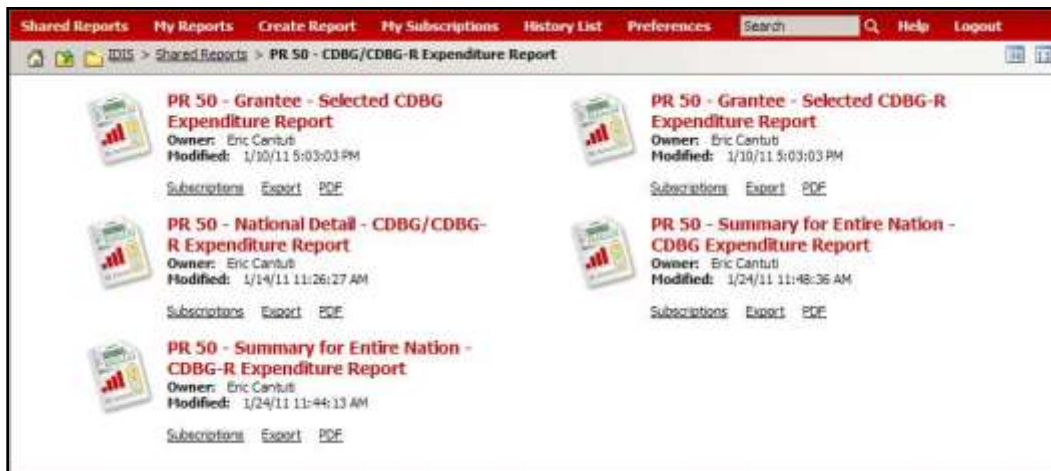 Shared Reports My Reports Create Report My Subscriptions History List Preferences Search Help Logout
IDIS > Shared Reports > PR 50 - CDBG/CDBG-R Expenditure Report
PR 50 - Grantee - Selected CDBG
Expenditure Report
Owner: Eric Cantuti
Modified: 1/10/11 5:03:03 PM
Subscriptions Export PDF
PR 50 - Grantee - Selected CDBG-R
Expenditure Report
Owner: Eric Cantuti
Modified: 1/10/11 5:03:03 PM
Subscriptions Export PDF
PR 50 - National Detail - CDBG/CDBG-
R Expenditure Report
Owner: Eric Cantuti
Modified: 1/14/11 11:26:27 AM
Subscriptions Export PDF
PR 50 - Summary for Entire Nation -
CDBG Expenditure Report
Owner: Eric Cantuti
Modified: 1/24/11 11:48:36 AM
Subscriptions Export PDF
PR 50 - Summary for Entire Nation -
CDBG-R Expenditure Report
Owner: Eric Cantuti
Modified: 1/24/11 11:44:13 AM
Subscriptions Export PDF